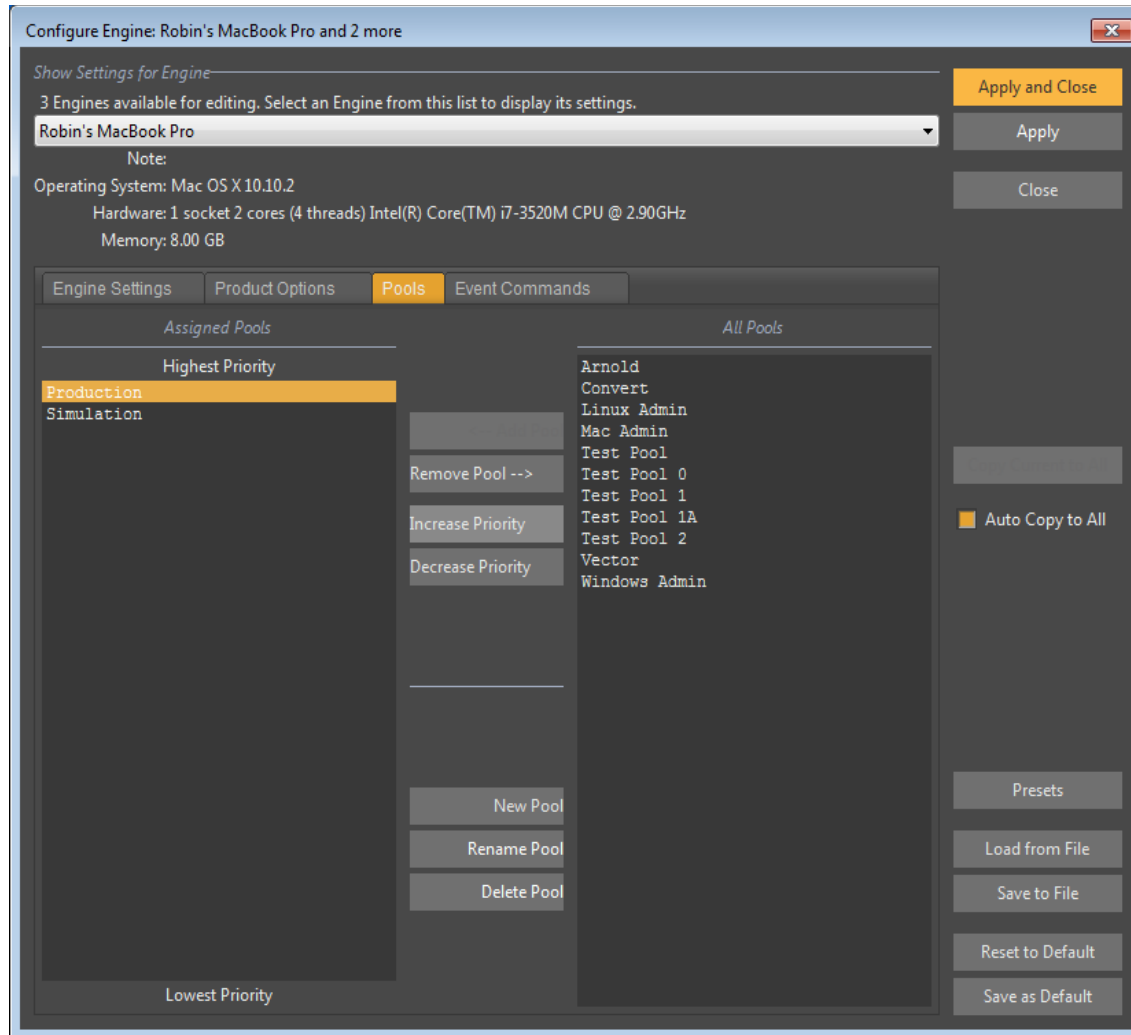 Configure Engine: Robin's MacBook Pro and 2 more
Show Settings for Engine
3 Engines available for editing. Select an Engine from this list to display its settings.
Robin's MacBook Pro
Note:
Operating System: Mac OS X 10.10.2
Hardware: 1 socket 2 cores (4 threads) Intel(R) Core(TM) i7-3520M CPU @ 2.90GHz
Memory: 8.00 GB
Apply and Close
Apply
Close
Engine Settings
Product Options
Pools
Event Commands
Assigned Pools
Highest Priority
Production
Simulation
Lowest Priority
<-- Add Pool
Remove Pool -->
Increase Priority
Decrease Priority
New Pool
Rename Pool
Delete Pool
All Pools
Arnold
Convert
Linux Admin
Mac Admin
Test Pool
Test Pool 0
Test Pool 1
Test Pool 1A
Test Pool 2
Vector
Windows Admin
Copy Current to All
Auto Copy to All
Presets
Load from File
Save to File
Reset to Default
Save as Default